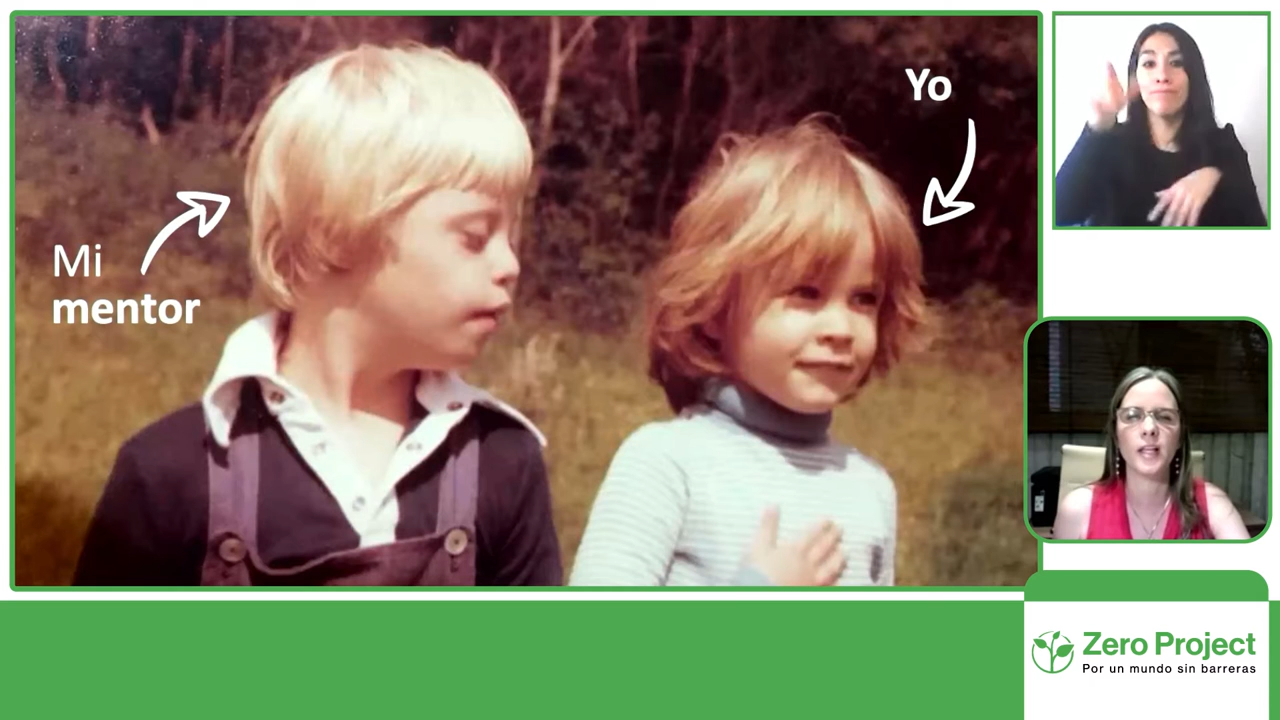 Mi
mentor
Yo
Zero Project
Por un mundo sin barreras